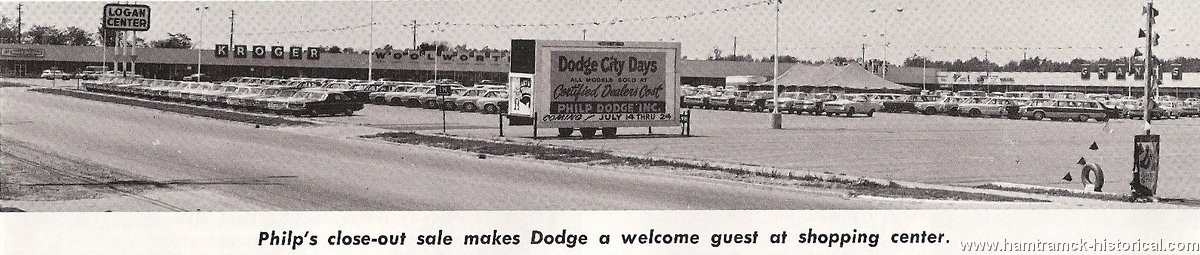 LOGAN
CENTER
KROGER
WOOLWORTH
GRANTS
Dodge City Days
ALL MODELS SOLD AT
Certified Dealers Cost
PHILP DODGE INC.
COMING! JULY 14 THRU 24
Philp's close-out sale makes Dodge a welcome guest at shopping center.
www.hamtramck-historical.com